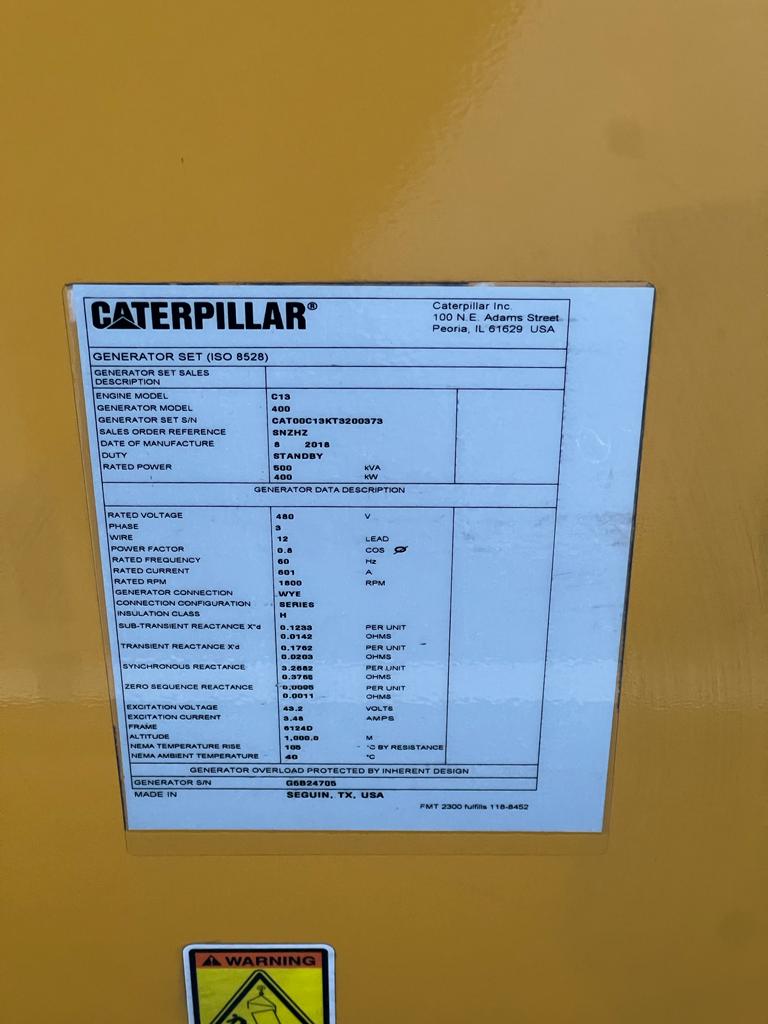 CATERPILLAR®
Caterpillar Inc.
100 N.E. Adams Street
Peoria, IL 61629 USA
GENERATOR SET (ISO 8528)
GENERATOR SET SALES
DESCRIPTION
ENGINE MODEL C13
GENERATOR MODEL 400
GENERATOR SET S/N CAT00C13KT3200373
SALES ORDER REFERENCE SNZHZ
DATE OF MANUFACTURE 8 2018
DUTY STANDBY
RATED POWER 500 kVA
400 kW
GENERATOR DATA DESCRIPTION
RATED VOLTAGE 480 V
PHASE 3
WIRE 12 LEAD
POWER FACTOR 0.8 COS Ø
RATED FREQUENCY 60 Hz
RATED CURRENT 601 A
RATED RPM 1800 RPM
GENERATOR CONNECTION WYE
CONNECTION CONFIGURATION SERIES
INSULATION CLASS H
SUB-TRANSIENT REACTANCE X"d 0.1233 PER UNIT
0.0142 OHMS
TRANSIENT REACTANCE X'd 0.1762 PER UNIT
0.0203 OHMS
SYNCHRONOUS REACTANCE 3.2682 PER UNIT
0.3765 OHMS
ZERO SEQUENCE REACTANCE 0.0095 PER UNIT
0.0011 OHMS
EXCITATION VOLTAGE 43.2 VOLTS
EXCITATION CURRENT 3.48 AMPS
FRAME 6124D
ALTITUDE 1,000.0 M
NEMA TEMPERATURE RISE 105 °C BY RESISTANCE
NEMA AMBIENT TEMPERATURE 40 °C
GENERATOR OVERLOAD PROTECTED BY INHERENT DESIGN
GENERATOR S/N G6B24705
MADE IN SEGUIN, TX, USA
FMT 2300 fulfills 118-8452
WARNING